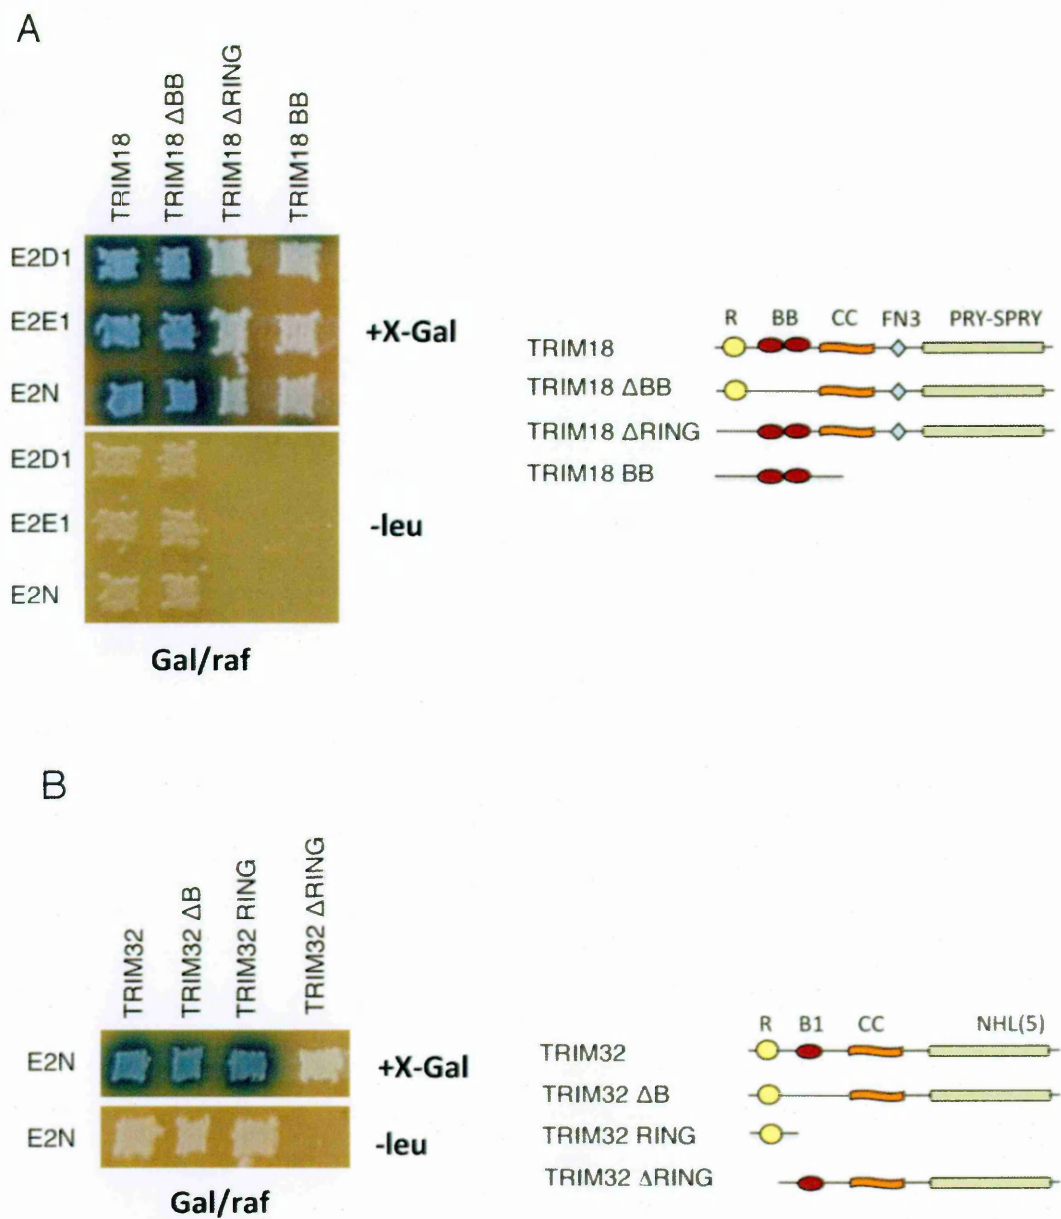 A
TRIM18
TRIM18 ΔBB
TRIM18 ΔRING
TRIM18 BB
E2D1
E2E1
E2N
+X-Gal
E2D1
E2E1
E2N
-leu
Gal/raf
R BB CC FN3 PRY-SPRY
TRIM18
TRIM18 ΔBB
TRIM18 ΔRING
TRIM18 BB
B
TRIM32
TRIM32 ΔB
TRIM32 RING
TRIM32 ΔRING
E2N
+X-Gal
E2N
-leu
Gal/raf
R B1 CC NHL(5)
TRIM32
TRIM32 ΔB
TRIM32 RING
TRIM32 ΔRING